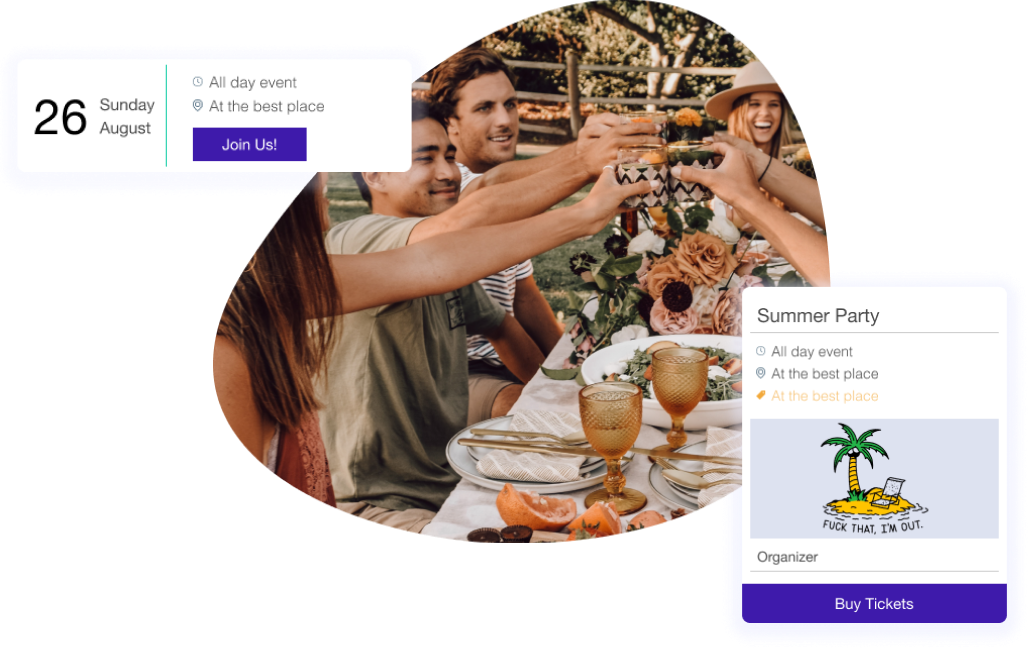 26
Sunday
August
All day event
At the best place
Join Us!
Summer Party
All day event
At the best place
At the best place
FUCK THAT, I'M OUT.
Organizer
Buy Tickets